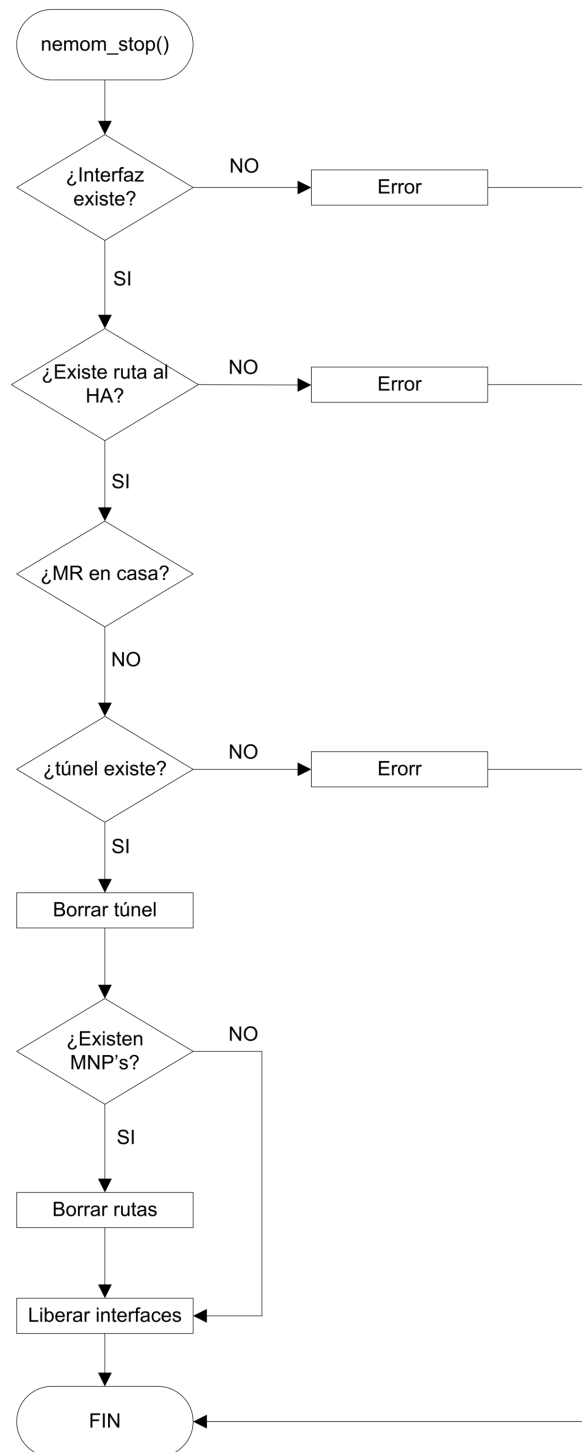 nemom_stop()
¿Interfaz
existe?
NO
Error
SI
¿Existe ruta al
HA?
NO
Error
SI
¿MR en casa?
NO
¿túnel existe?
NO
Erorr
SI
Borrar túnel
¿Existen
MNP's?
NO
SI
Borrar rutas
Liberar interfaces
FIN